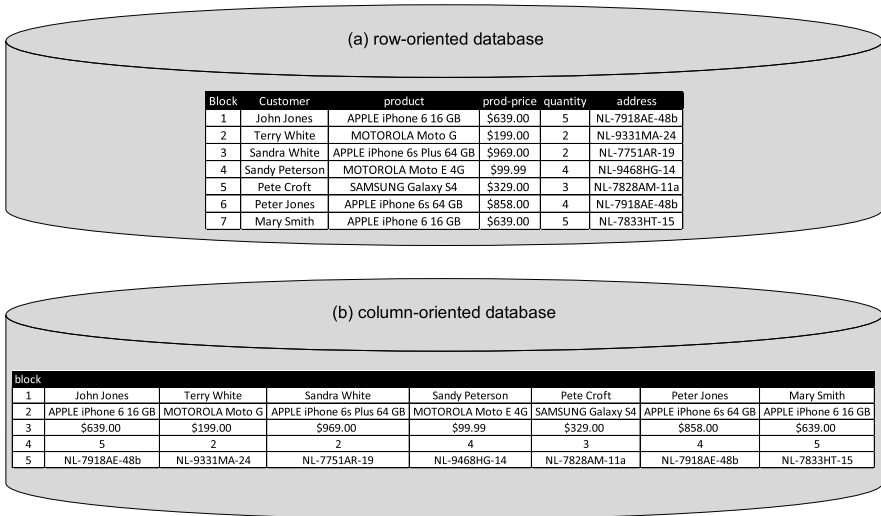 (a) row-oriented database
Block Customer product prod-price quantity address
1 John Jones APPLE iPhone 6 16 GB $639.00 5 NL-7918AE-48b
2 Terry White MOTOROLA Moto G $199.00 2 NL-9331MA-24
3 Sandra White APPLE iPhone 6s Plus 64 GB $969.00 2 NL-7751AR-19
4 Sandy Peterson MOTOROLA Moto E 4G $99.99 4 NL-9468HG-14
5 Pete Croft SAMSUNG Galaxy S4 $329.00 3 NL-7828AM-11a
6 Peter Jones APPLE iPhone 6s 64 GB $858.00 4 NL-7918AE-48b
7 Mary Smith APPLE iPhone 6 16 GB $639.00 5 NL-7833HT-15
(b) column-oriented database
block
1 John Jones Terry White Sandra White Sandy Peterson Pete Croft Peter Jones Mary Smith
2 APPLE iPhone 6 16 GB MOTOROLA Moto G APPLE iPhone 6s Plus 64 GB MOTOROLA Moto E 4G SAMSUNG Galaxy S4 APPLE iPhone 6s 64 GB APPLE iPhone 6 16 GB
3 $639.00 $199.00 $969.00 $99.99 $329.00 $858.00 $639.00
4 5 2 2 4 3 4 5
5 NL-7918AE-48b NL-9331MA-24 NL-7751AR-19 NL-9468HG-14 NL-7828AM-11a NL-7918AE-48b NL-7833HT-15